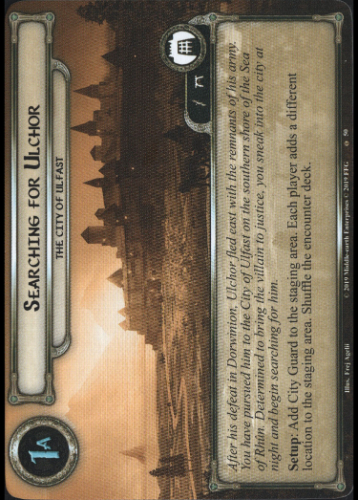 1A
SEARCHING FOR ULCHOR
THE CITY OF ULFAST
After his defeat in Dorwinion, Ulchor fled east with the remnants of his army.
You have pursued him to the City of Ulfast on the southern shore of the Sea
of Rhûn. Determined to bring the villain to justice, you sneak into the city at
night and begin searching for him.
Setup: Add City Guard to the staging area. Each player adds a different
location to the staging area. Shuffle the encounter deck.
Illus. Frej Agelii © 2019 Middle-earth Enterprises © 2019 FFG 50